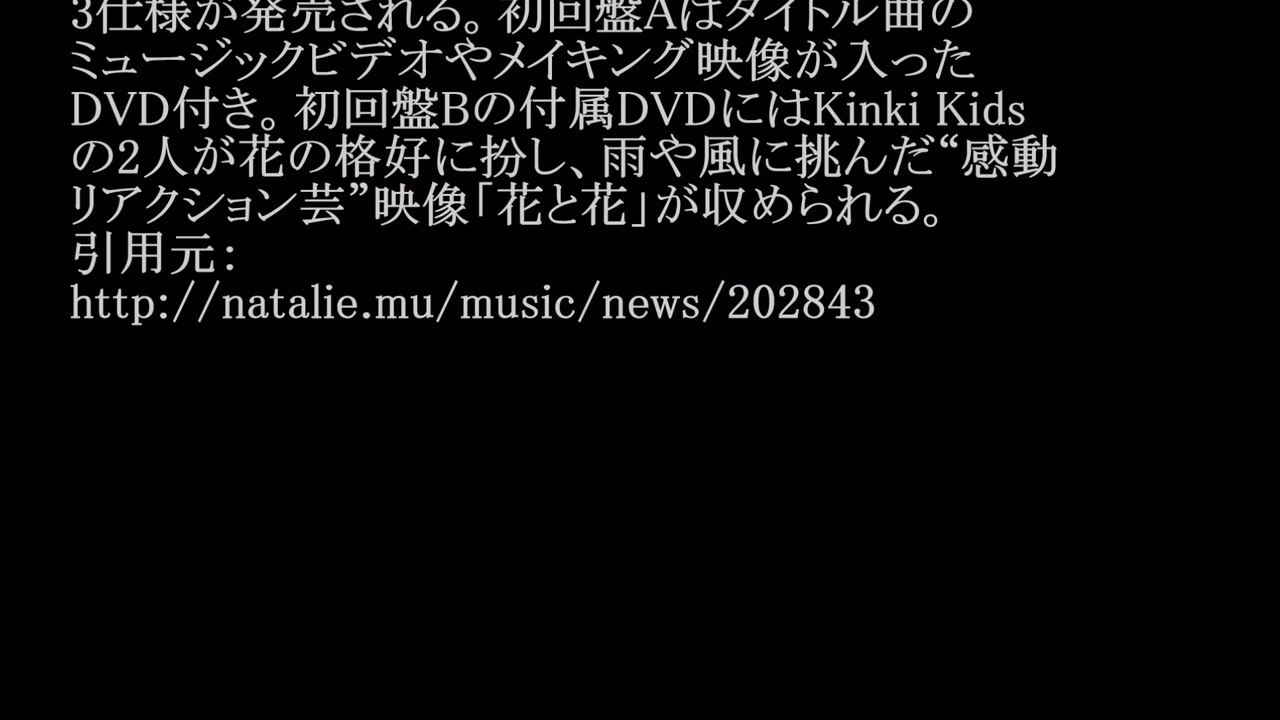 3仕様が発売される。初回盤Aはタイトル曲の
ミュージックビデオやメイキング映像が入った
DVD付き。初回盤Bの付属DVDにはKinki Kids
の2人が花の格好に扮し、雨や風に挑んだ“感動
リアクション芸”映像「花と花」が収められる。
引用元：
http://natalie.mu/music/news/202843